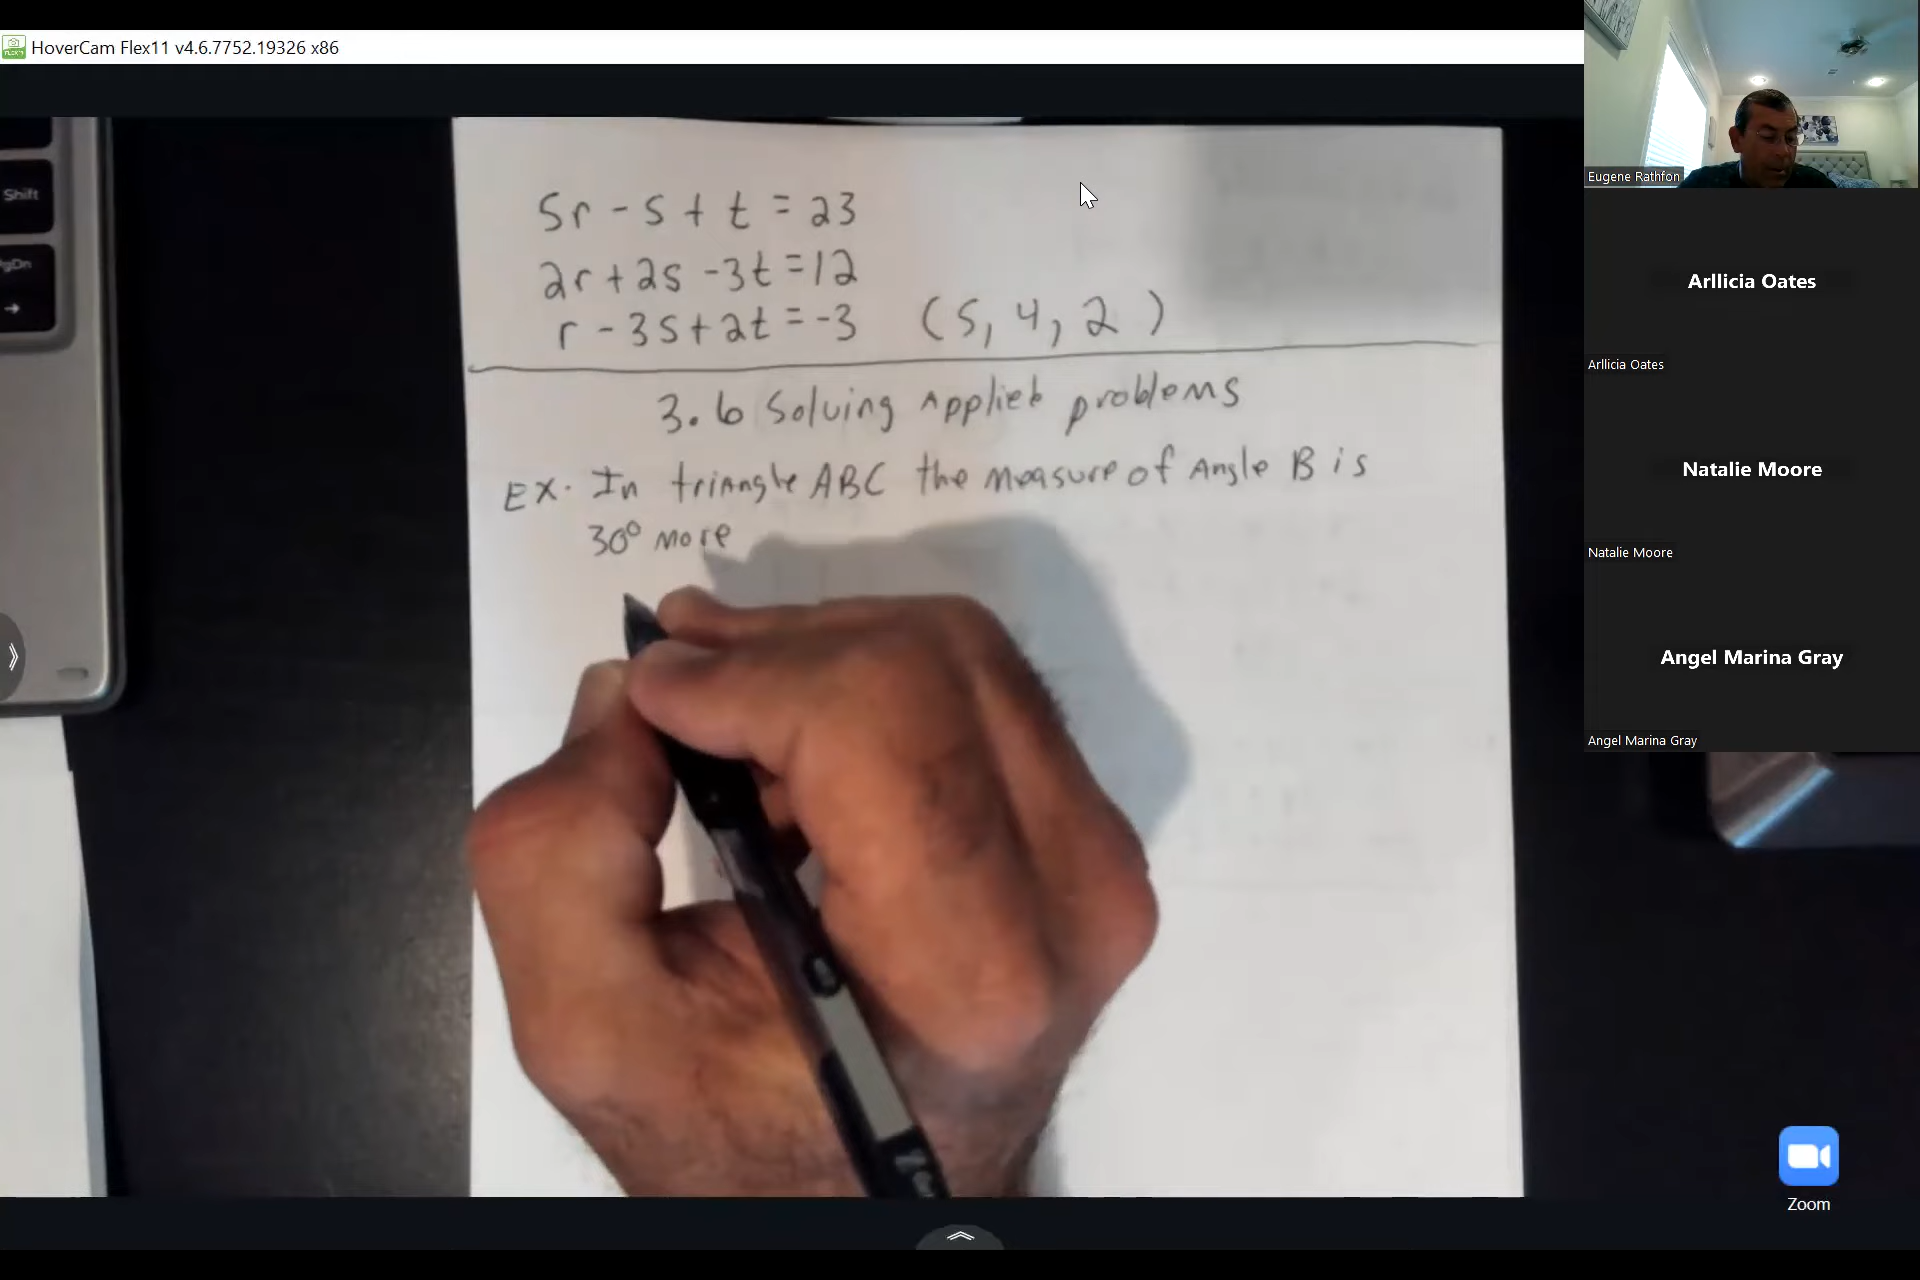 HoverCam Flex11 v4.6.7752.19326 x86
Shift
PgDn
5r - s + t = 23
2r + 2s - 3t = 12
r - 3s + 2t = -3 (5, 4, 2)
3.6 Solving Applied problems
EX. In triangle ABC the measure of Angle B is
30° more
Eugene Rathfon
Arllicia Oates
Arllicia Oates
Natalie Moore
Natalie Moore
Angel Marina Gray
Angel Marina Gray
Zoom